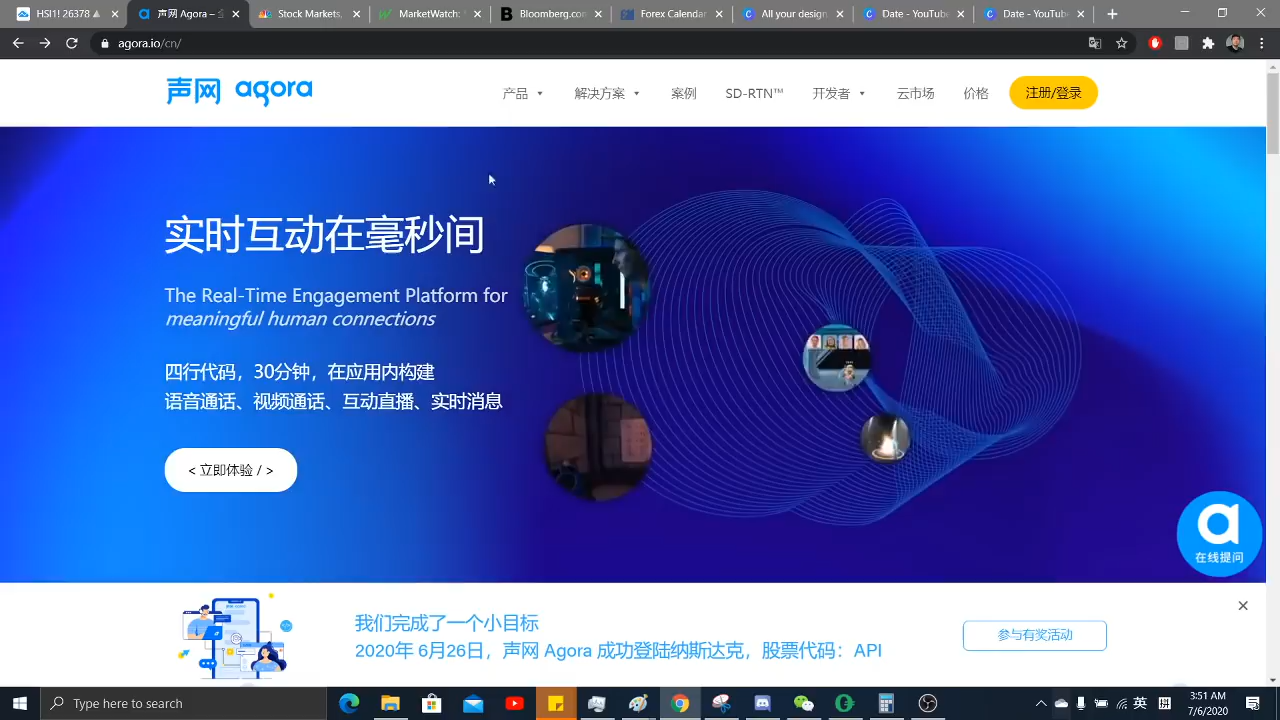 HSI1! 26378
声网 Agora –
Stock Markets,
MarketWatch
Bloomberg.com
Forex Calendar
All your design
Date - YouTube
Date - YouTube
agora.io/cn/
声网 agora
产品
解决方案
案例
SD-RTN™
开发者
云市场
价格
注册/登录
实时互动在毫秒间
The Real-Time Engagement Platform for
meaningful human connections
四行代码，30分钟，在应用内构建
语音通话、视频通话、互动直播、实时消息
< 立即体验 / >
a
在线提问
我们完成了一个小目标
2020年 6月26日，声网 Agora 成功登陆纳斯达克，股票代码：API
参与有奖活动
Type here to search
英
拼
3:51 AM
7/6/2020